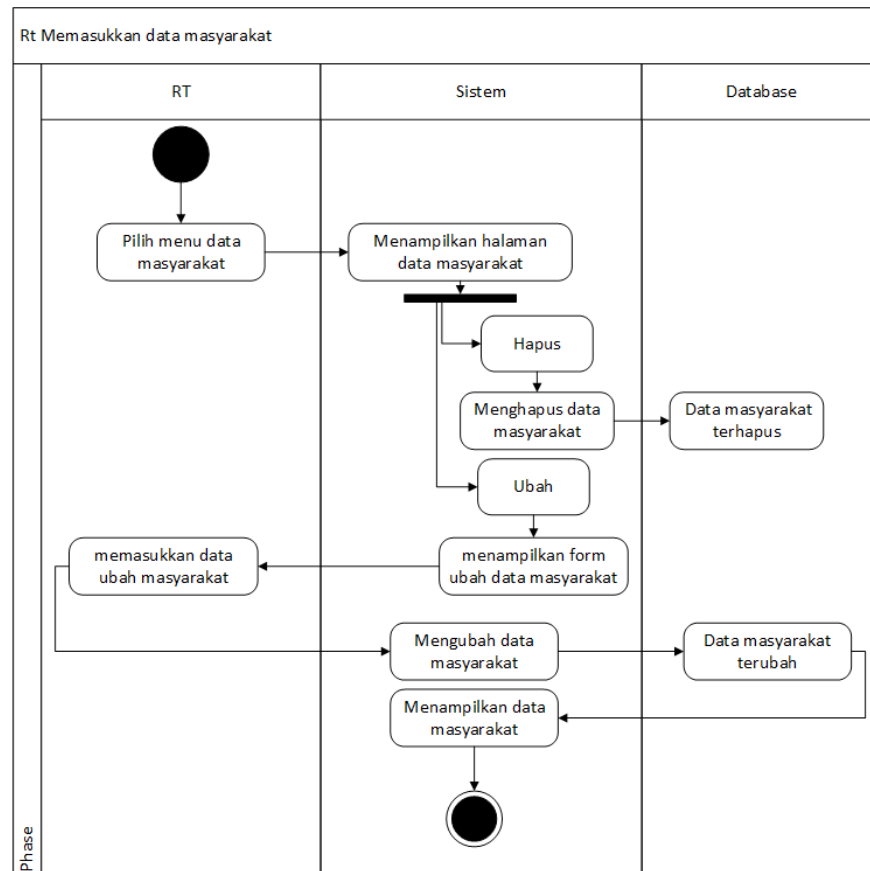 Rt Memasukkan data masyarakat
RT
Sistem
Database
Pilih menu data
masyarakat
Menampilkan halaman
data masyarakat
Hapus
Menghapus data
masyarakat
Data masyarakat
terhapus
Ubah
menampilkan form
ubah data masyarakat
memasukkan data
ubah masyarakat
Mengubah data
masyarakat
Data masyarakat
terubah
Menampilkan data
masyarakat
Phase